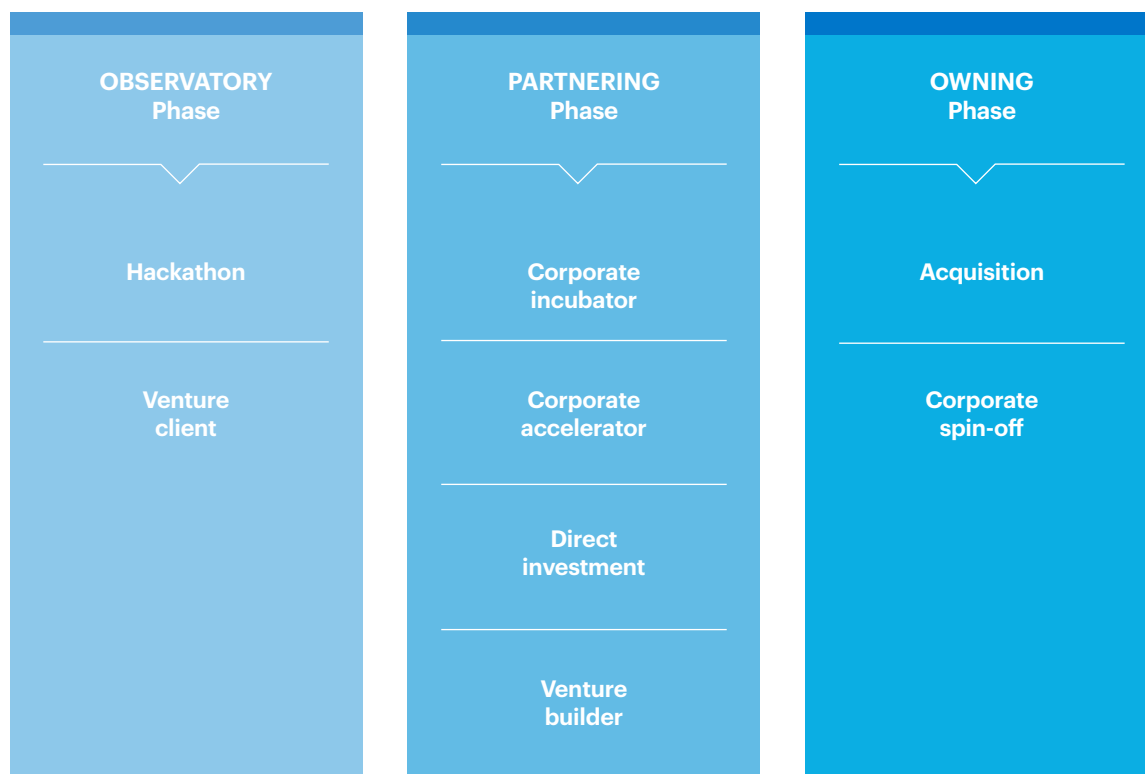 OBSERVATORY
Phase
Hackathon
Venture
client
PARTNERING
Phase
Corporate
incubator
Corporate
accelerator
Direct
investment
Venture
builder
OWNING
Phase
Acquisition
Corporate
spin-off